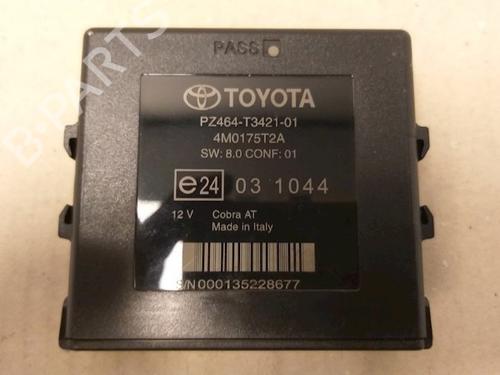 PASS
TOYOTA
PZ464-T3421-01
4M0175T2A
SW: 8.0 CONF: 01
e24 03 1044
12 V Cobra AT
Made in Italy
S/N000135228677
B-PARTS